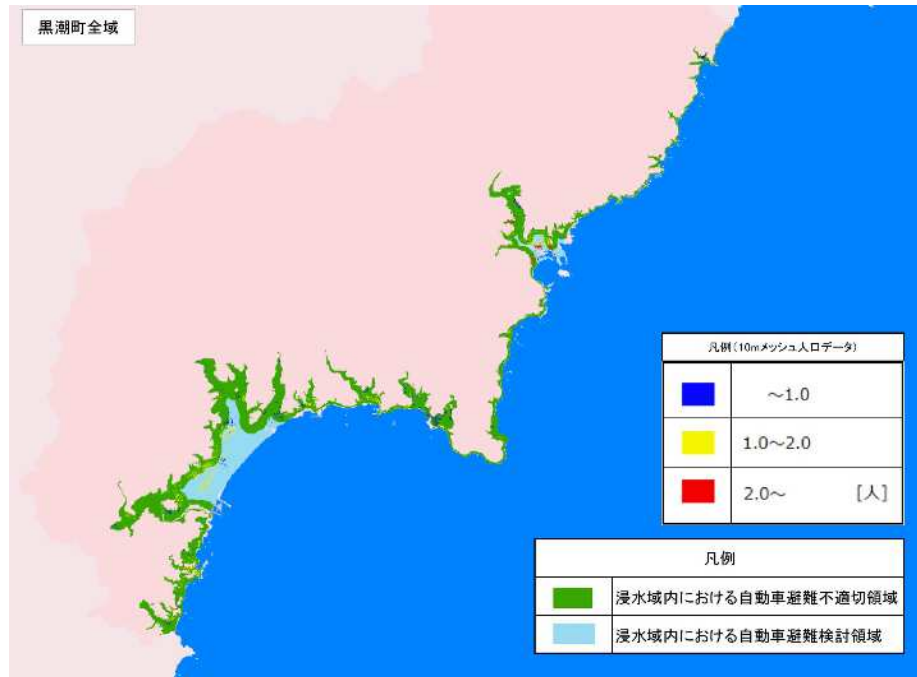 黒潮町全域
凡例(10mメッシュ人口データ)
～1.0
1.0～2.0
2.0～ [人]
凡例
浸水域内における自動車避難不適切領域
浸水域内における自動車避難検討領域